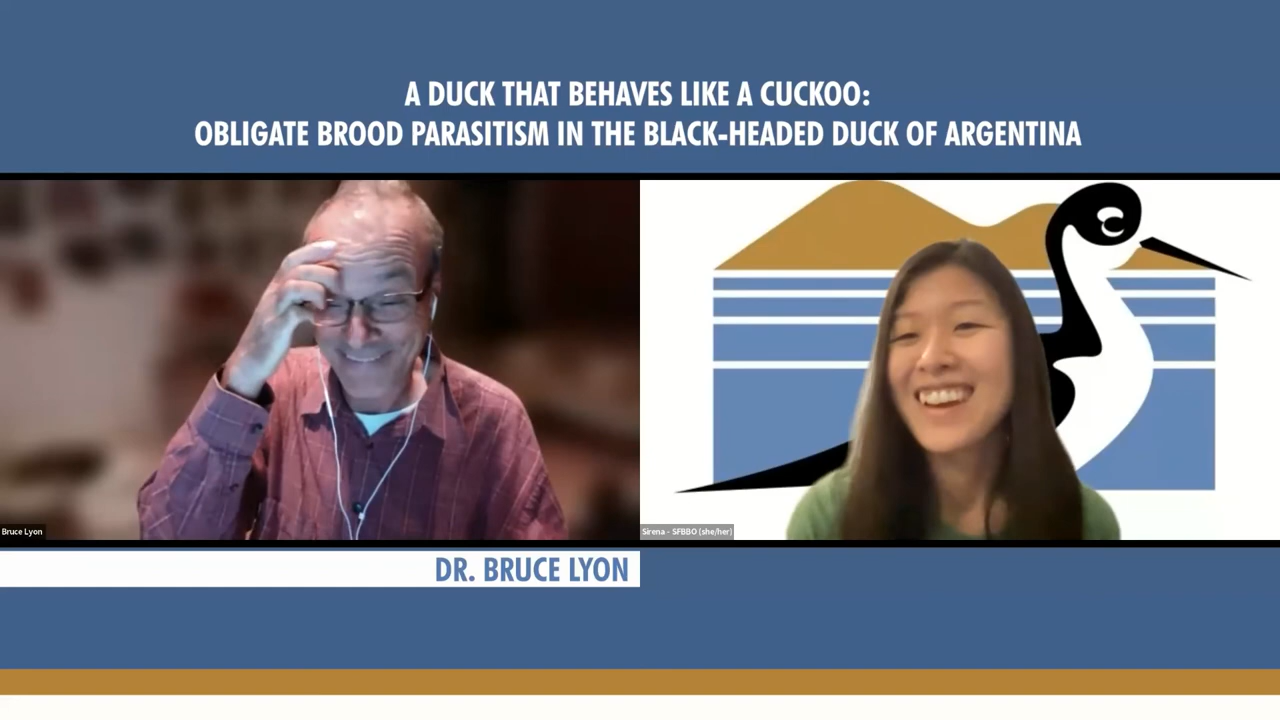 A DUCK THAT BEHAVES LIKE A CUCKOO:
OBLIGATE BROOD PARASITISM IN THE BLACK-HEADED DUCK OF ARGENTINA
Bruce Lyon
Sirena - SFBBO (she/her)
DR. BRUCE LYON